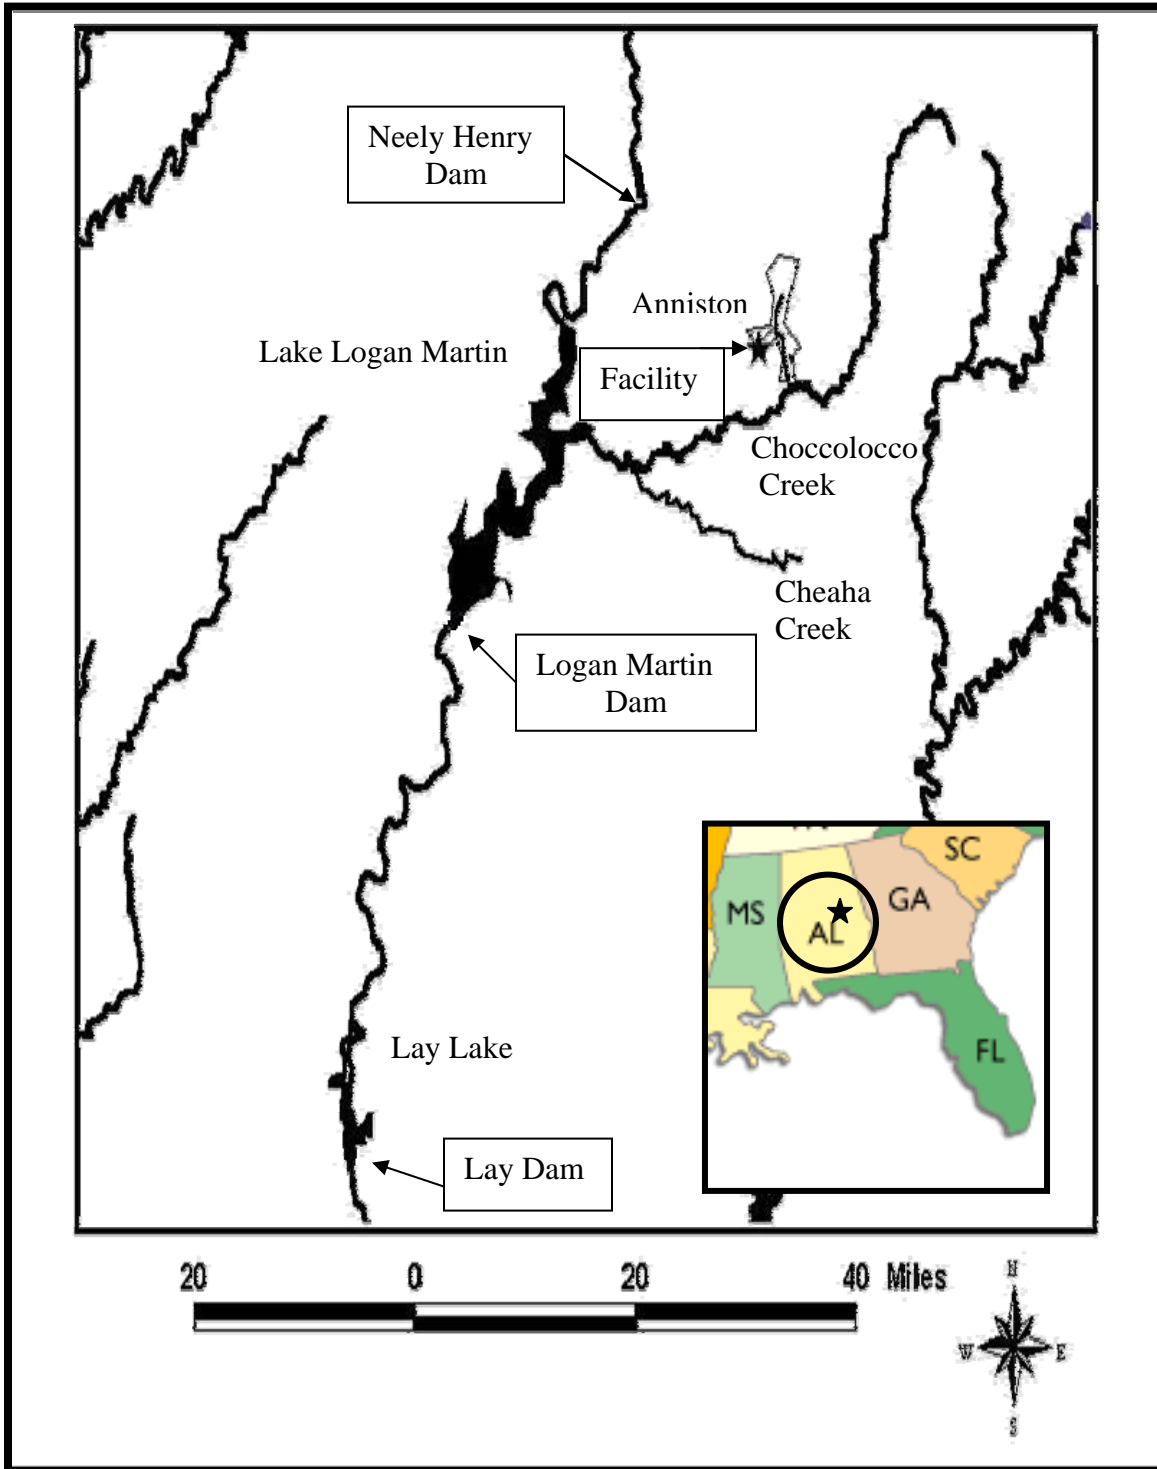 Neely Henry
Dam
Anniston
Lake Logan Martin
Facility
Choccolocco
Creek
Cheaha
Creek
Logan Martin
Dam
SC
MS
GA
AL
FL
Lay Lake
Lay Dam
20 0 20 40 Miles
N
W E
S